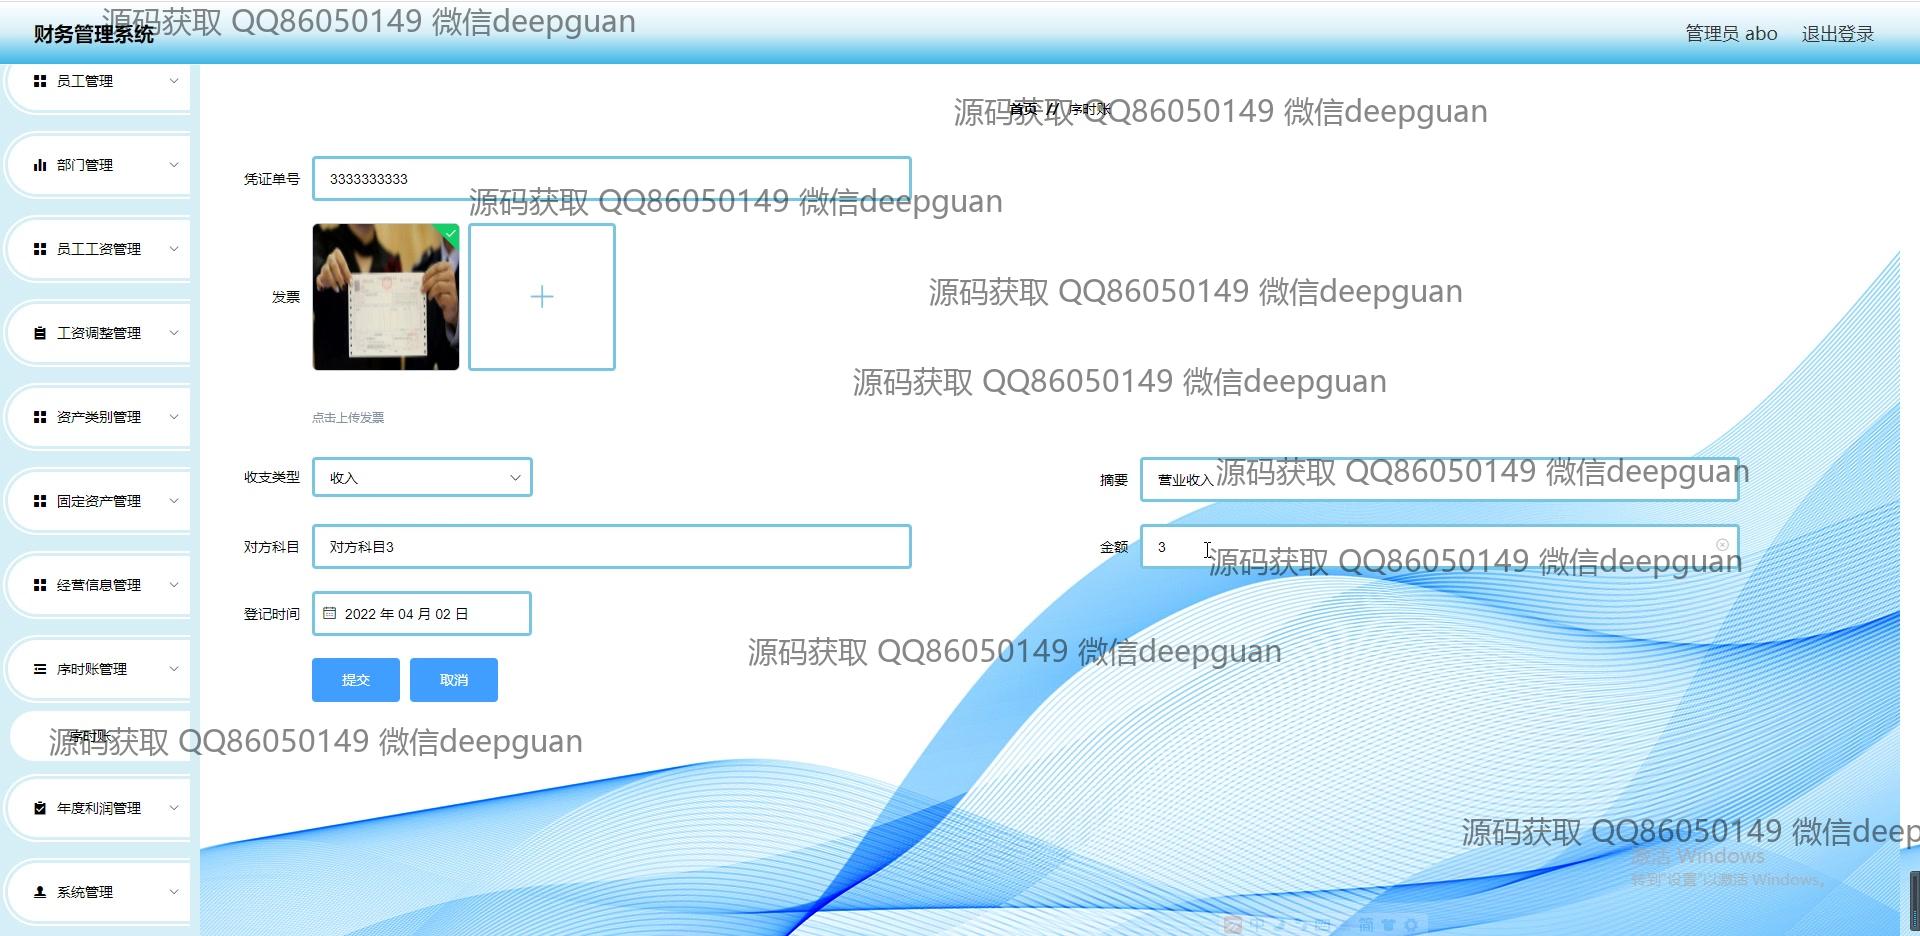 财务管理系统
源码获取 QQ86050149 微信deepguan
管理员 abo
退出登录
员工管理
首页 // 序时账
源码获取 QQ86050149 微信deepguan
部门管理
凭证单号
3333333333
源码获取 QQ86050149 微信deepguan
员工工资管理
发票
源码获取 QQ86050149 微信deepguan
工资调整管理
源码获取 QQ86050149 微信deepguan
资产类别管理
点击上传发票
收支类型
收入
摘要
营业收入
源码获取 QQ86050149 微信deepguan
固定资产管理
对方科目
对方科目3
金额
3
源码获取 QQ86050149 微信deepguan
经营信息管理
登记时间
2022 年 04 月 02 日
源码获取 QQ86050149 微信deepguan
序时账管理
提交
取消
序时账
源码获取 QQ86050149 微信deepguan
年度利润管理
源码获取 QQ86050149 微信deep
激活 Windows
转到"设置"以激活 Windows。
系统管理
中
简